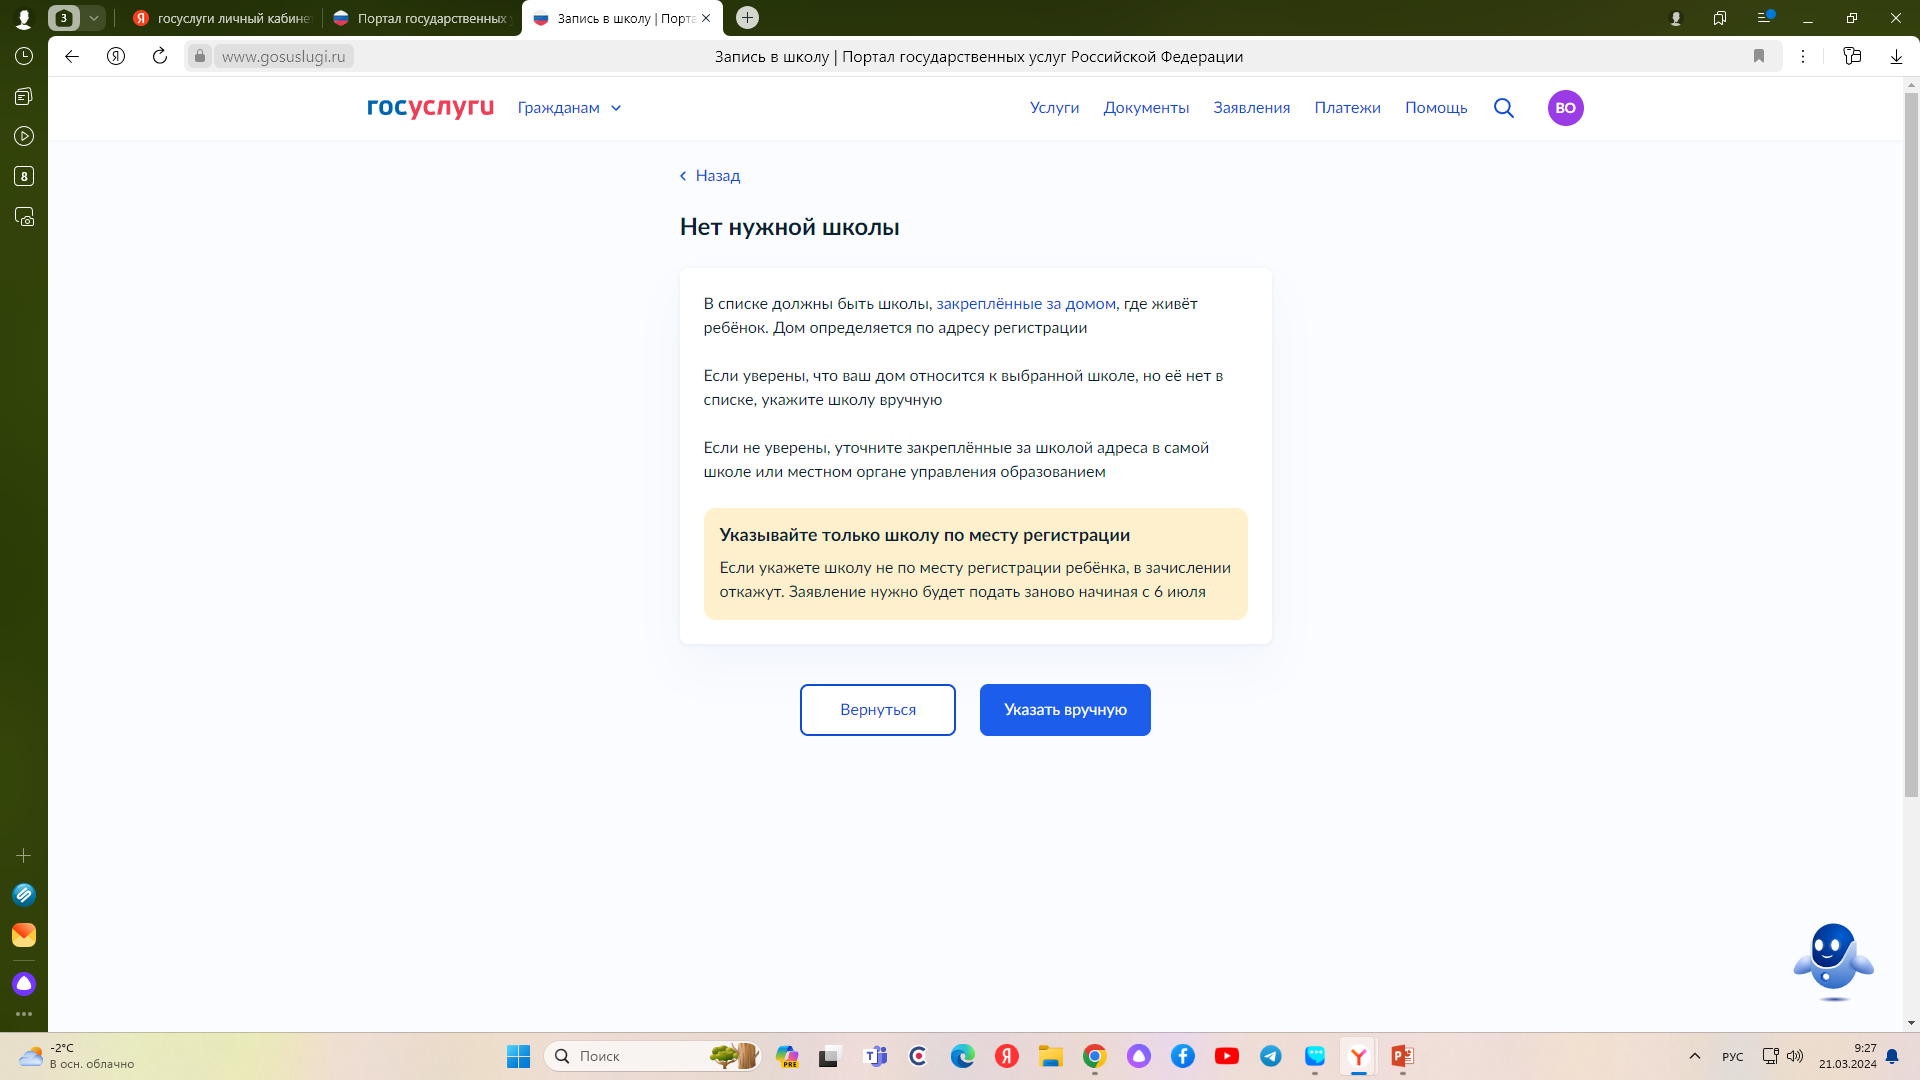 3
госуслуги личный кабине
Портал государственных
Запись в школу | Порта
www.gosuslugi.ru
Запись в школу | Портал государственных услуг Российской Федерации
госуслуги
Гражданам
Услуги
Документы
Заявления
Платежи
Помощь
ВО
8
Назад
Нет нужной школы
В списке должны быть школы, закреплённые за домом, где живёт
ребёнок. Дом определяется по адресу регистрации
Если уверены, что ваш дом относится к выбранной школе, но её нет в
списке, укажите школу вручную
Если не уверены, уточните закреплённые за школой адреса в самой
школе или местном органе управления образованием
Указывайте только школу по месту регистрации
Если укажете школу не по месту регистрации ребёнка, в зачислении
откажут. Заявление нужно будет подать заново начиная с 6 июля
Вернуться
Указать вручную
-2°C
В осн. облачно
Поиск
PRE
РУС
9:27
21.03.2024